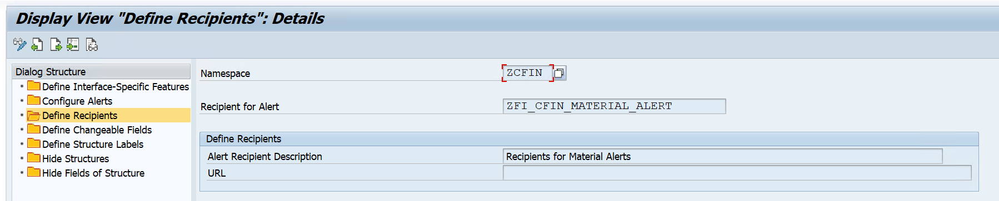 Display View "Define Recipients": Details
Dialog Structure
Define Interface-Specific Features
Configure Alerts
Define Recipients
Define Changeable Fields
Define Structure Labels
Hide Structures
Hide Fields of Structure
Namespace ZCFIN
Recipient for Alert ZFI_CFIN_MATERIAL_ALERT
Define Recipients
Alert Recipient Description Recipients for Material Alerts
URL